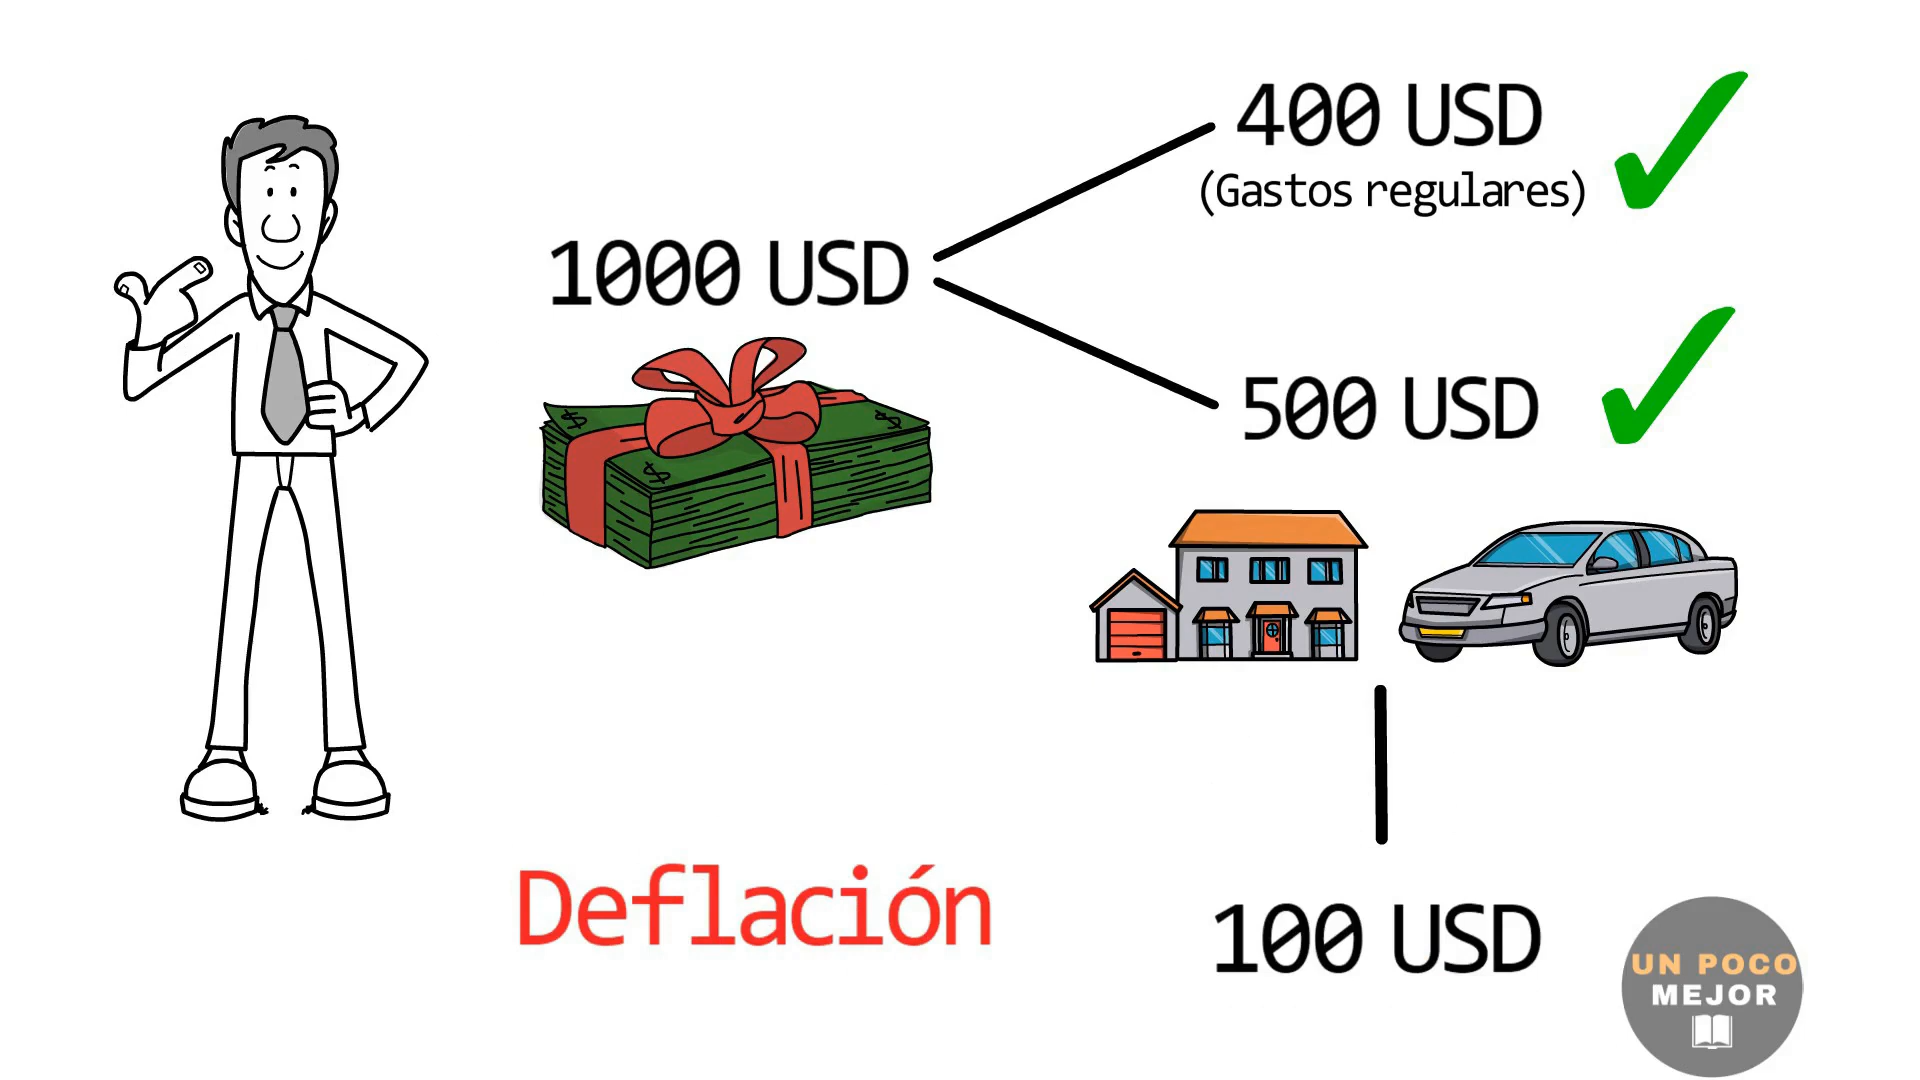 400 USD
(Gastos regulares)
1000 USD
500 USD
Deflación
100 USD
UN POCO
MEJOR